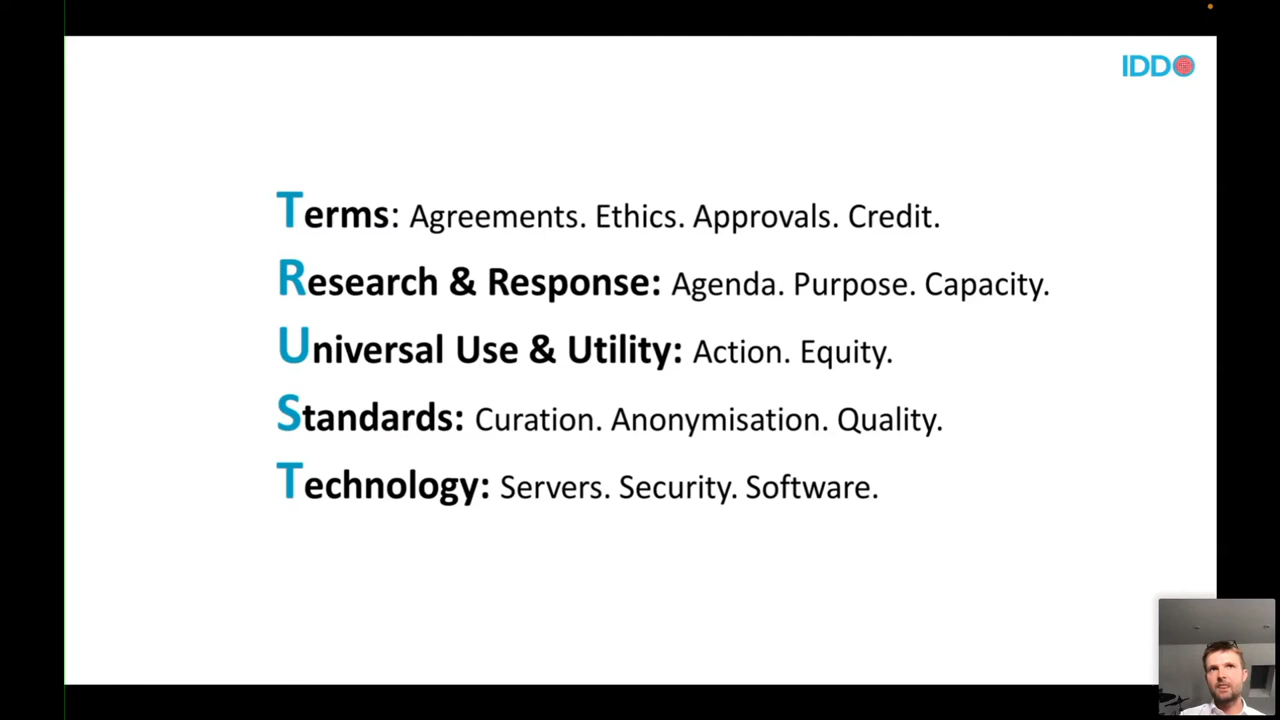 IDDO
Terms: Agreements. Ethics. Approvals. Credit.
Research & Response: Agenda. Purpose. Capacity.
Universal Use & Utility: Action. Equity.
Standards: Curation. Anonymisation. Quality.
Technology: Servers. Security. Software.